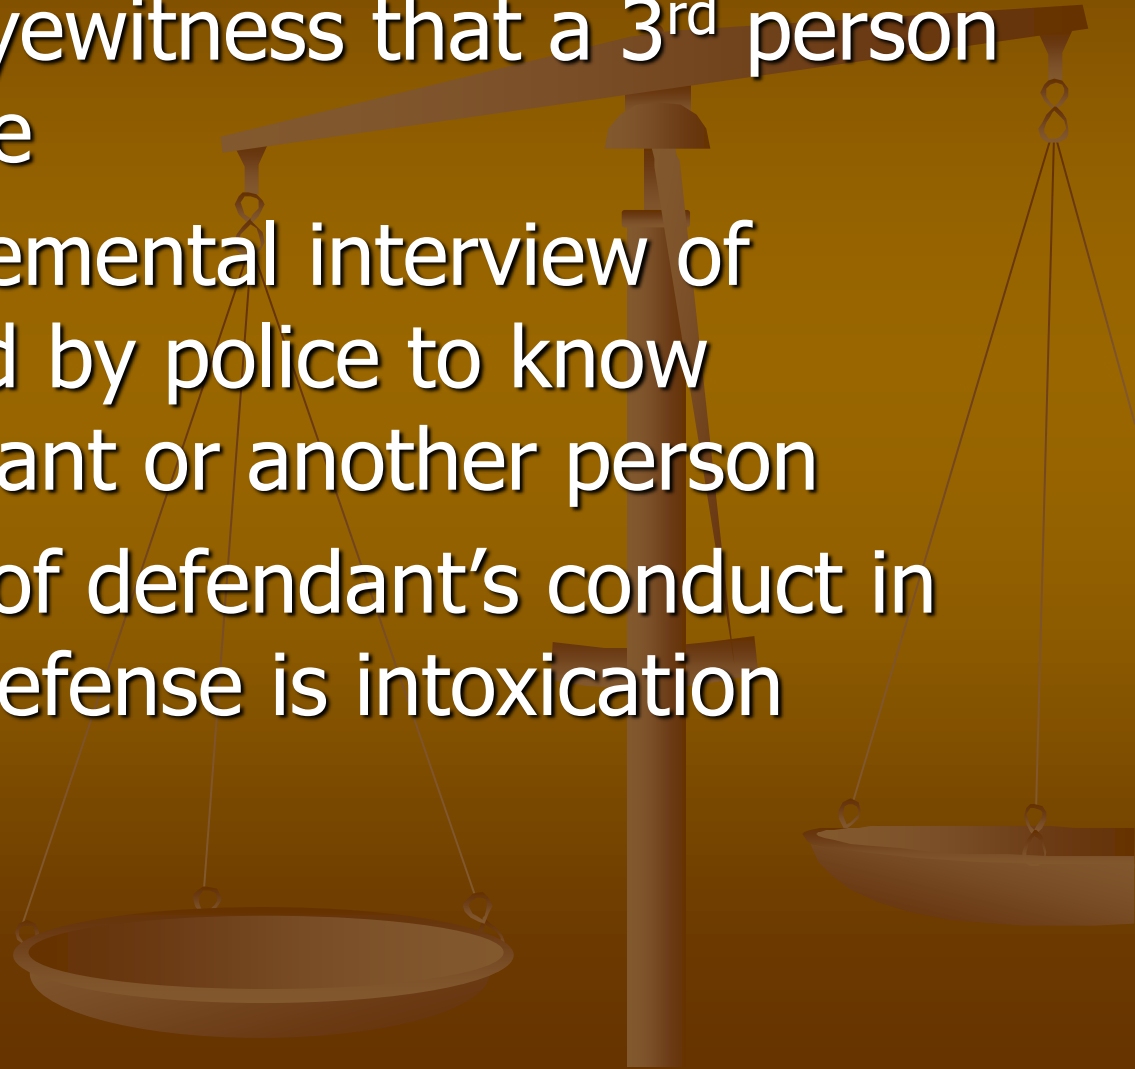 yewitness that a 3rd person
e
emental interview of
d by police to know
ant or another person
of defendant’s conduct in
efense is intoxication